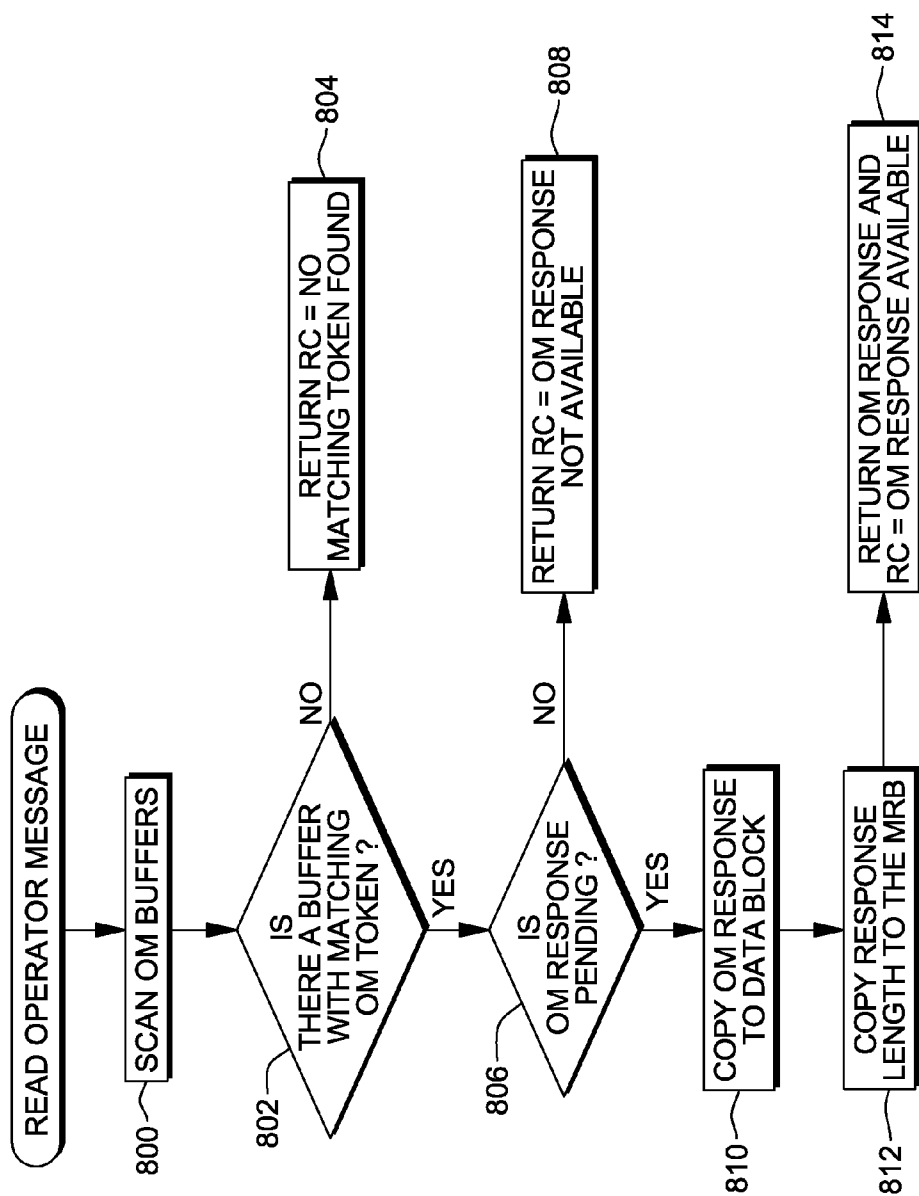 READ OPERATOR MESSAGE
SCAN OM BUFFERS
800
IS
THERE A BUFFER
WITH MATCHING
OM TOKEN ?
802
NO
RETURN RC = NO
MATCHING TOKEN FOUND
804
YES
IS
OM RESPONSE
PENDING ?
806
NO
RETURN RC = OM RESPONSE
NOT AVAILABLE
808
YES
COPY OM RESPONSE
TO DATA BLOCK
810
COPY RESPONSE
LENGTH TO THE MRB
812
RETURN OM RESPONSE AND
RC = OM RESPONSE AVAILABLE
814